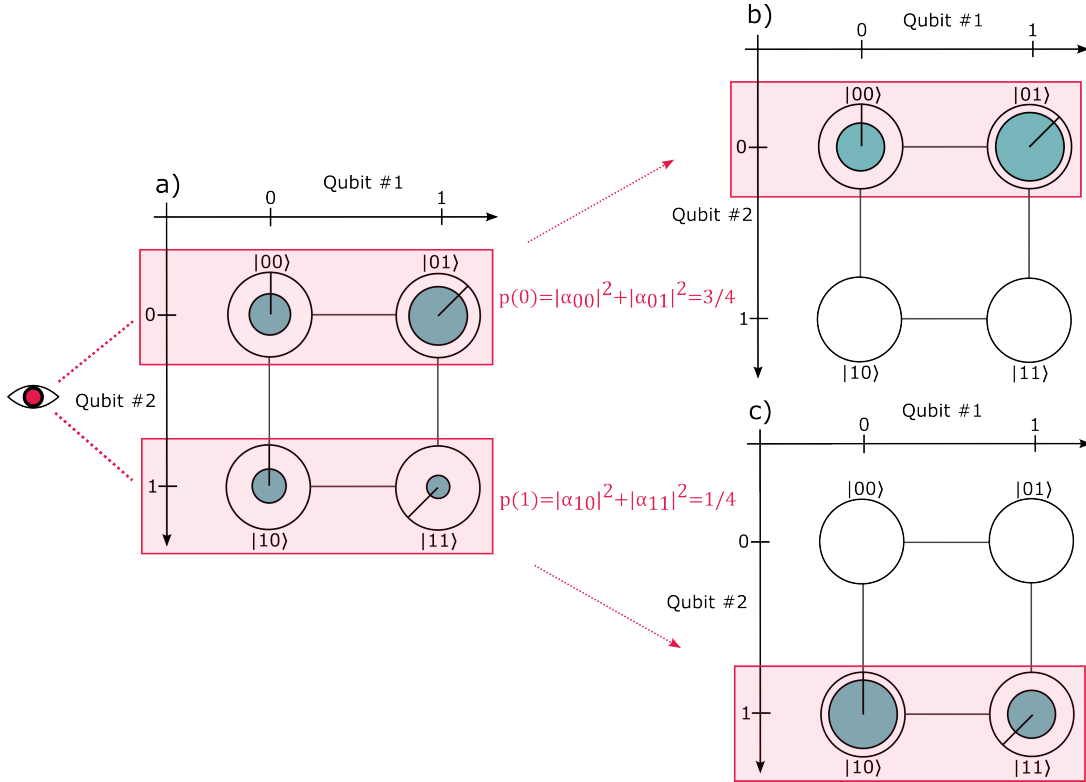 a)
Qubit #1
0
1
|00⟩
|01⟩
0
Qubit #2
1
|10⟩
|11⟩
p(0)=|α00|²+|α01|²=3/4
p(1)=|α10|²+|α11|²=1/4
b)
Qubit #1
0
1
|00⟩
|01⟩
0
Qubit #2
1
|10⟩
|11⟩
c)
Qubit #1
0
1
|00⟩
|01⟩
0
Qubit #2
1
|10⟩
|11⟩